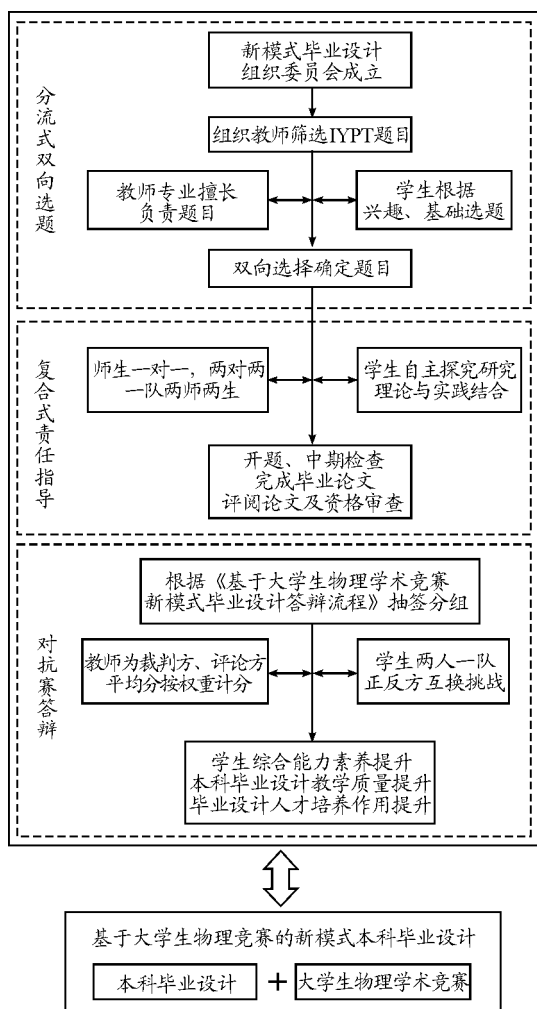 分流式双向选题
新模式毕业设计
组织委员会成立
组织教师筛选IYPT题目
教师专业擅长
负责题目
学生根据
兴趣、基础选题
双向选择确定题目
复合式责任指导
师生一对一，两对两
一队两师两生
学生自主探究研究
理论与实践结合
开题、中期检查
完成毕业论文
评阅论文及资格审查
对抗赛答辩
根据《基于大学生物理学术竞赛
新模式毕业设计答辩流程》抽签分组
教师为裁判方、评论方
平均分按权重计分
学生两人一队
正反方互换挑战
学生综合能力素养提升
本科毕业设计教学质量提升
毕业设计人才培养作用提升
基于大学生物理竞赛的新模式本科毕业设计
本科毕业设计 + 大学生物理学术竞赛